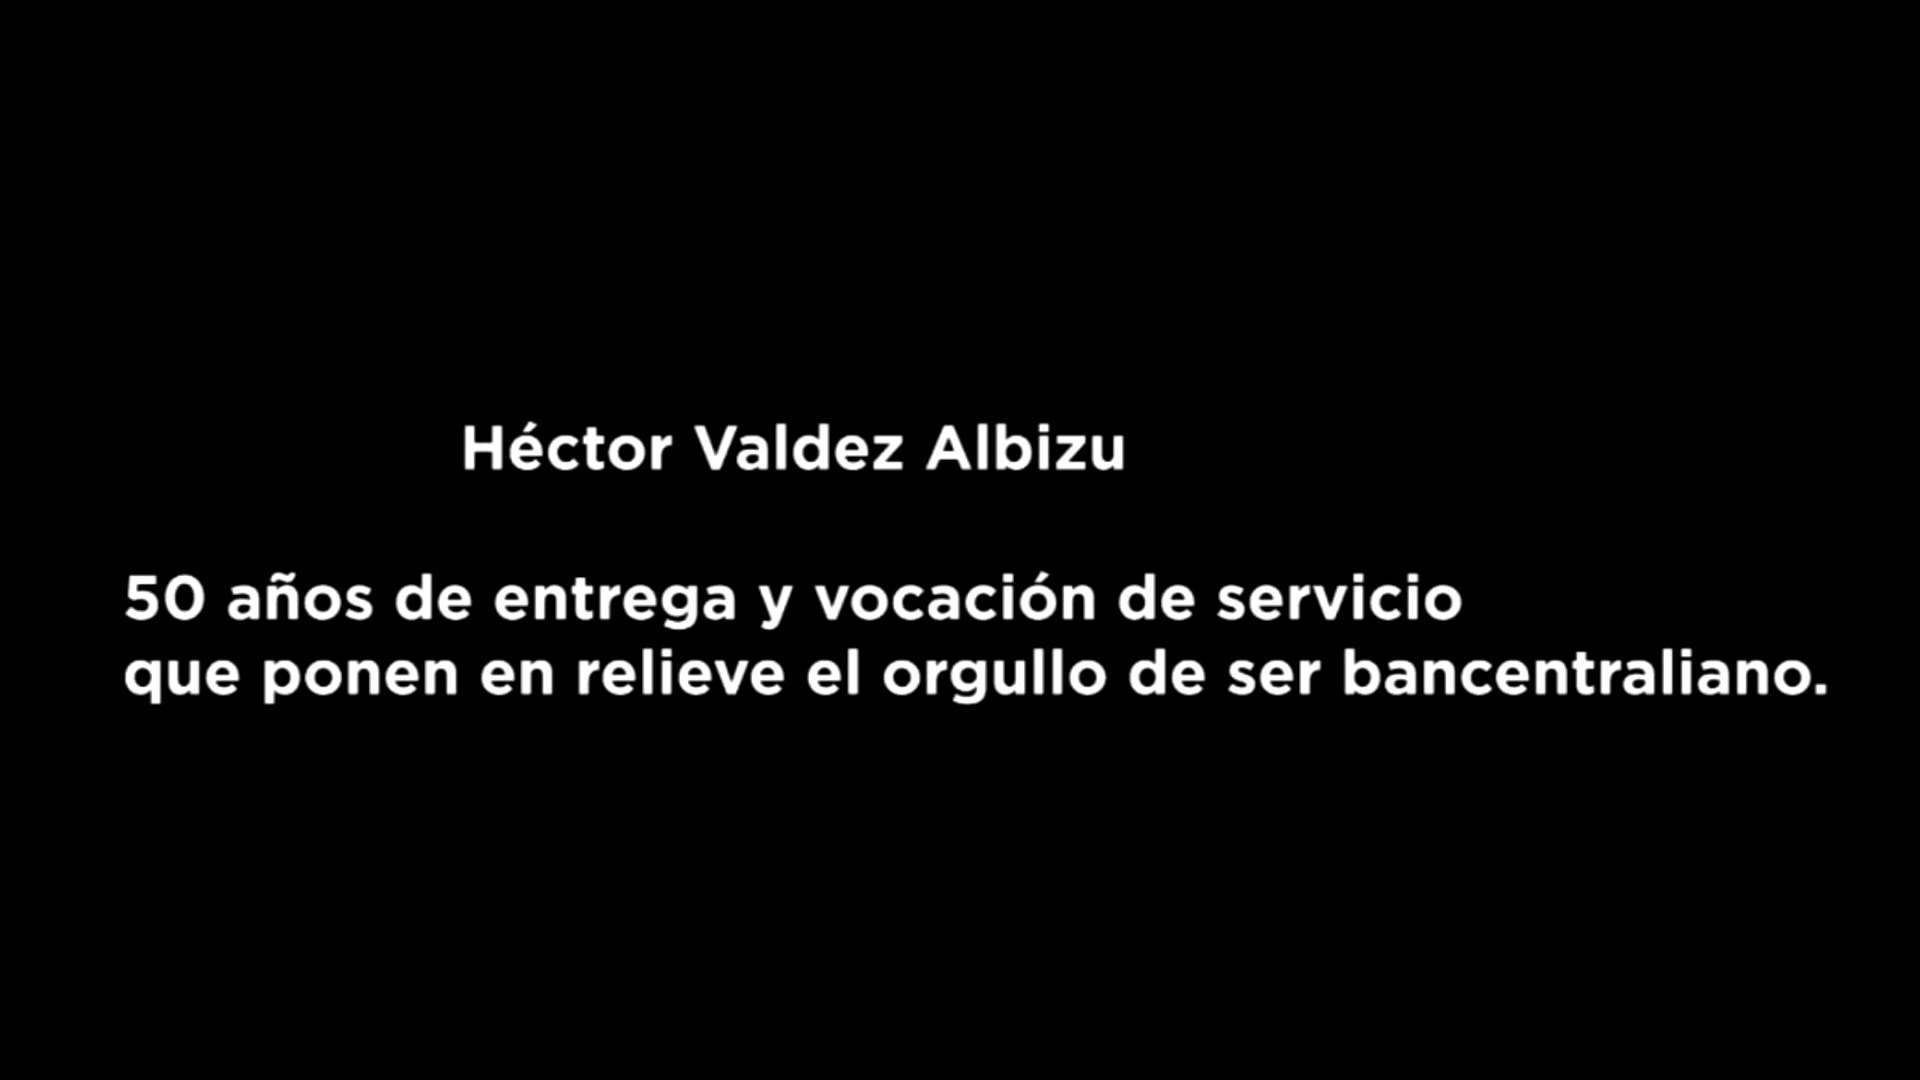 Héctor Valdez Albizu
50 años de entrega y vocación de servicio
que ponen en relieve el orgullo de ser bancentraliano.